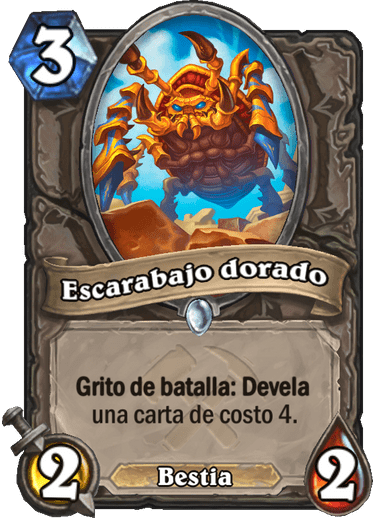 3
Escarabajo dorado
Grito de batalla: Devela
una carta de costo 4.
2
Bestia
2